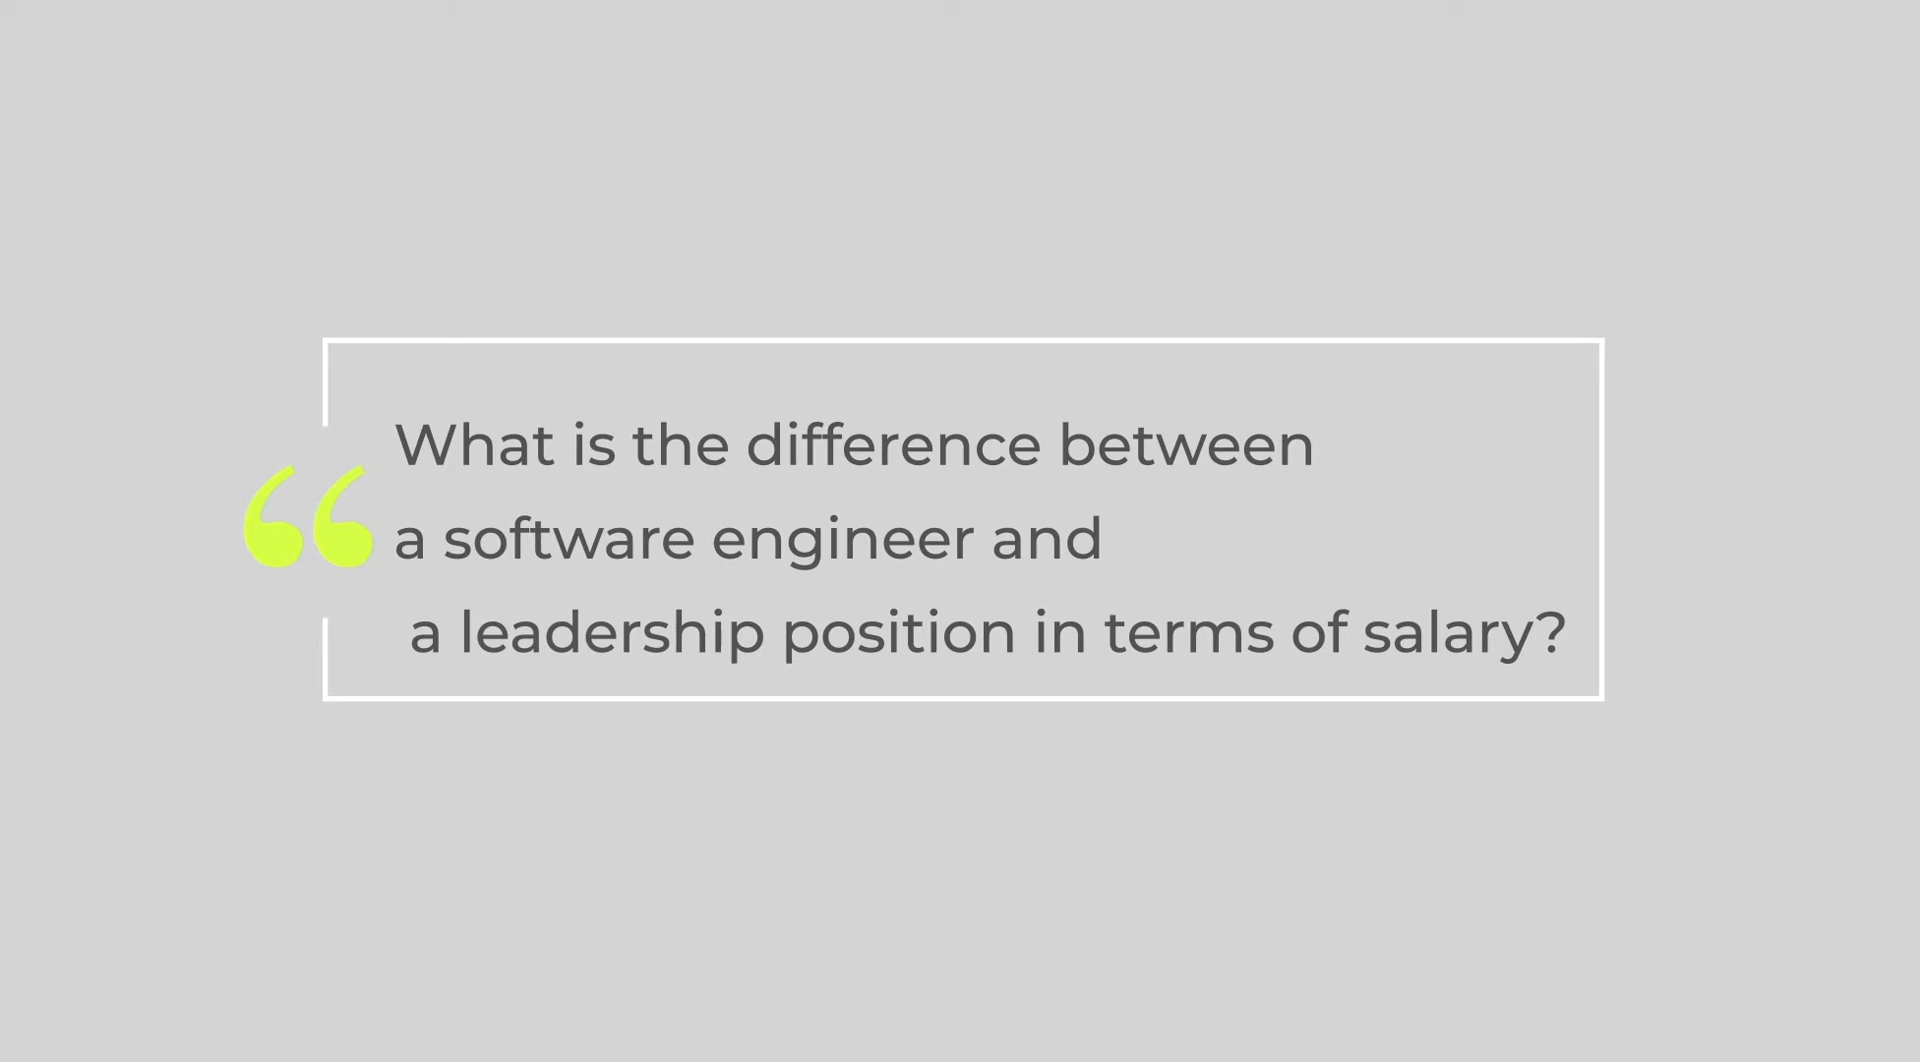 “
What is the difference between
a software engineer and
a leadership position in terms of salary?